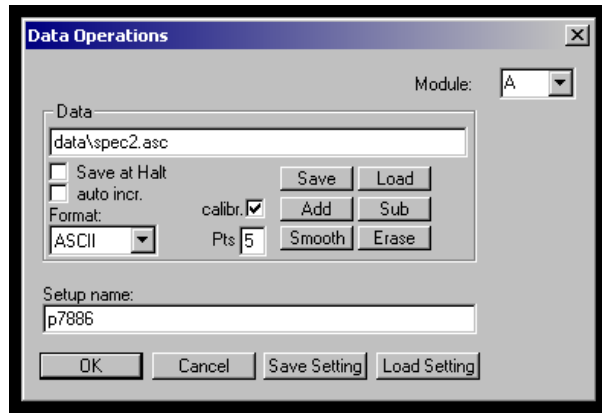 Data Operations
Module: A
Data
data\spec2.asc
Save at Halt
auto incr.
Save Load
Format:
calibr. Add Sub
ASCII
Pts 5 Smooth Erase
Setup name:
p7886
OK Cancel Save Setting Load Setting